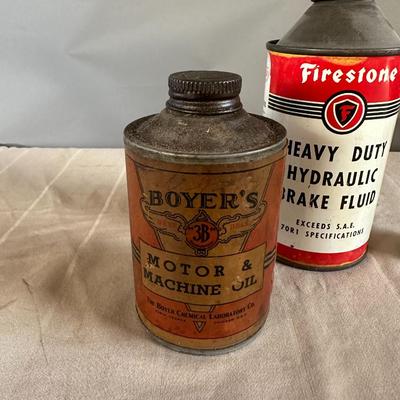 BOYER'S
"3B"
MOTOR &
MACHINE OIL
THE BOYER CHEMICAL LABORATORY CO.
CHICAGO U.S.A.
Firestone
F
HEAVY DUTY
HYDRAULIC
BRAKE FLUID
EXCEEDS S.A.E.
70R1 SPECIFICATIONS